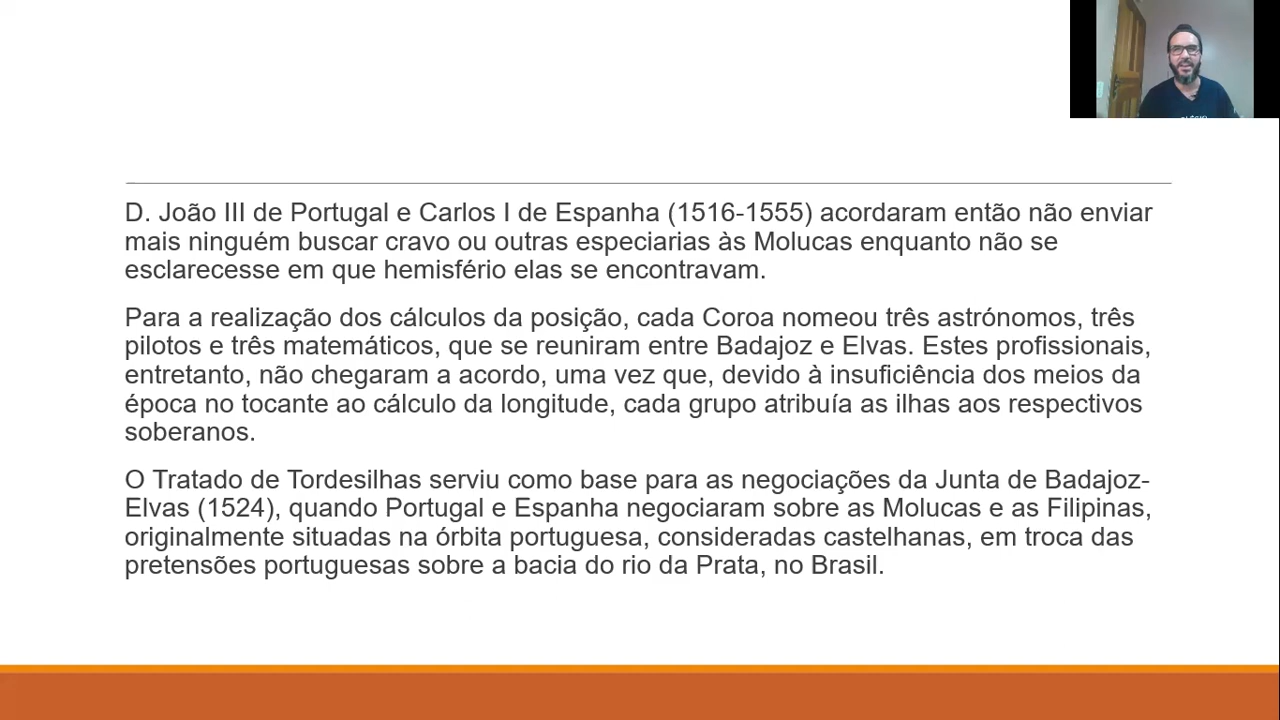 D. João III de Portugal e Carlos I de Espanha (1516-1555) acordaram então não enviar
mais ninguém buscar cravo ou outras especiarias às Molucas enquanto não se
esclarecesse em que hemisfério elas se encontravam.
Para a realização dos cálculos da posição, cada Coroa nomeou três astrónomos, três
pilotos e três matemáticos, que se reuniram entre Badajoz e Elvas. Estes profissionais,
entretanto, não chegaram a acordo, uma vez que, devido à insuficiência dos meios da
época no tocante ao cálculo da longitude, cada grupo atribuía as ilhas aos respectivos
soberanos.
O Tratado de Tordesilhas serviu como base para as negociações da Junta de Badajoz-
Elvas (1524), quando Portugal e Espanha negociaram sobre as Molucas e as Filipinas,
originalmente situadas na órbita portuguesa, consideradas castelhanas, em troca das
pretensões portuguesas sobre a bacia do rio da Prata, no Brasil.